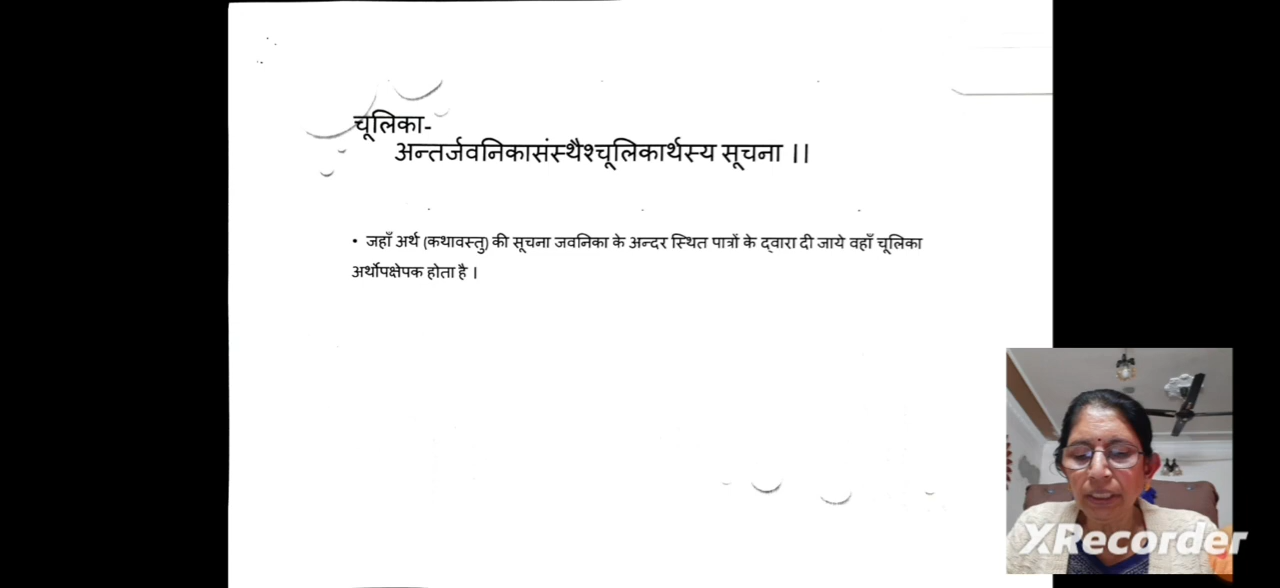 चूलिका-
अन्तर्जवनिकासंस्थैश्चूलिकार्थस्य सूचना ।।
• जहाँ अर्थ (कथावस्तु) की सूचना जवनिका के अन्दर स्थित पात्रों के द्वारा दी जाये वहाँ चूलिका
अर्थोपक्षेपक होता है ।
XRecorder